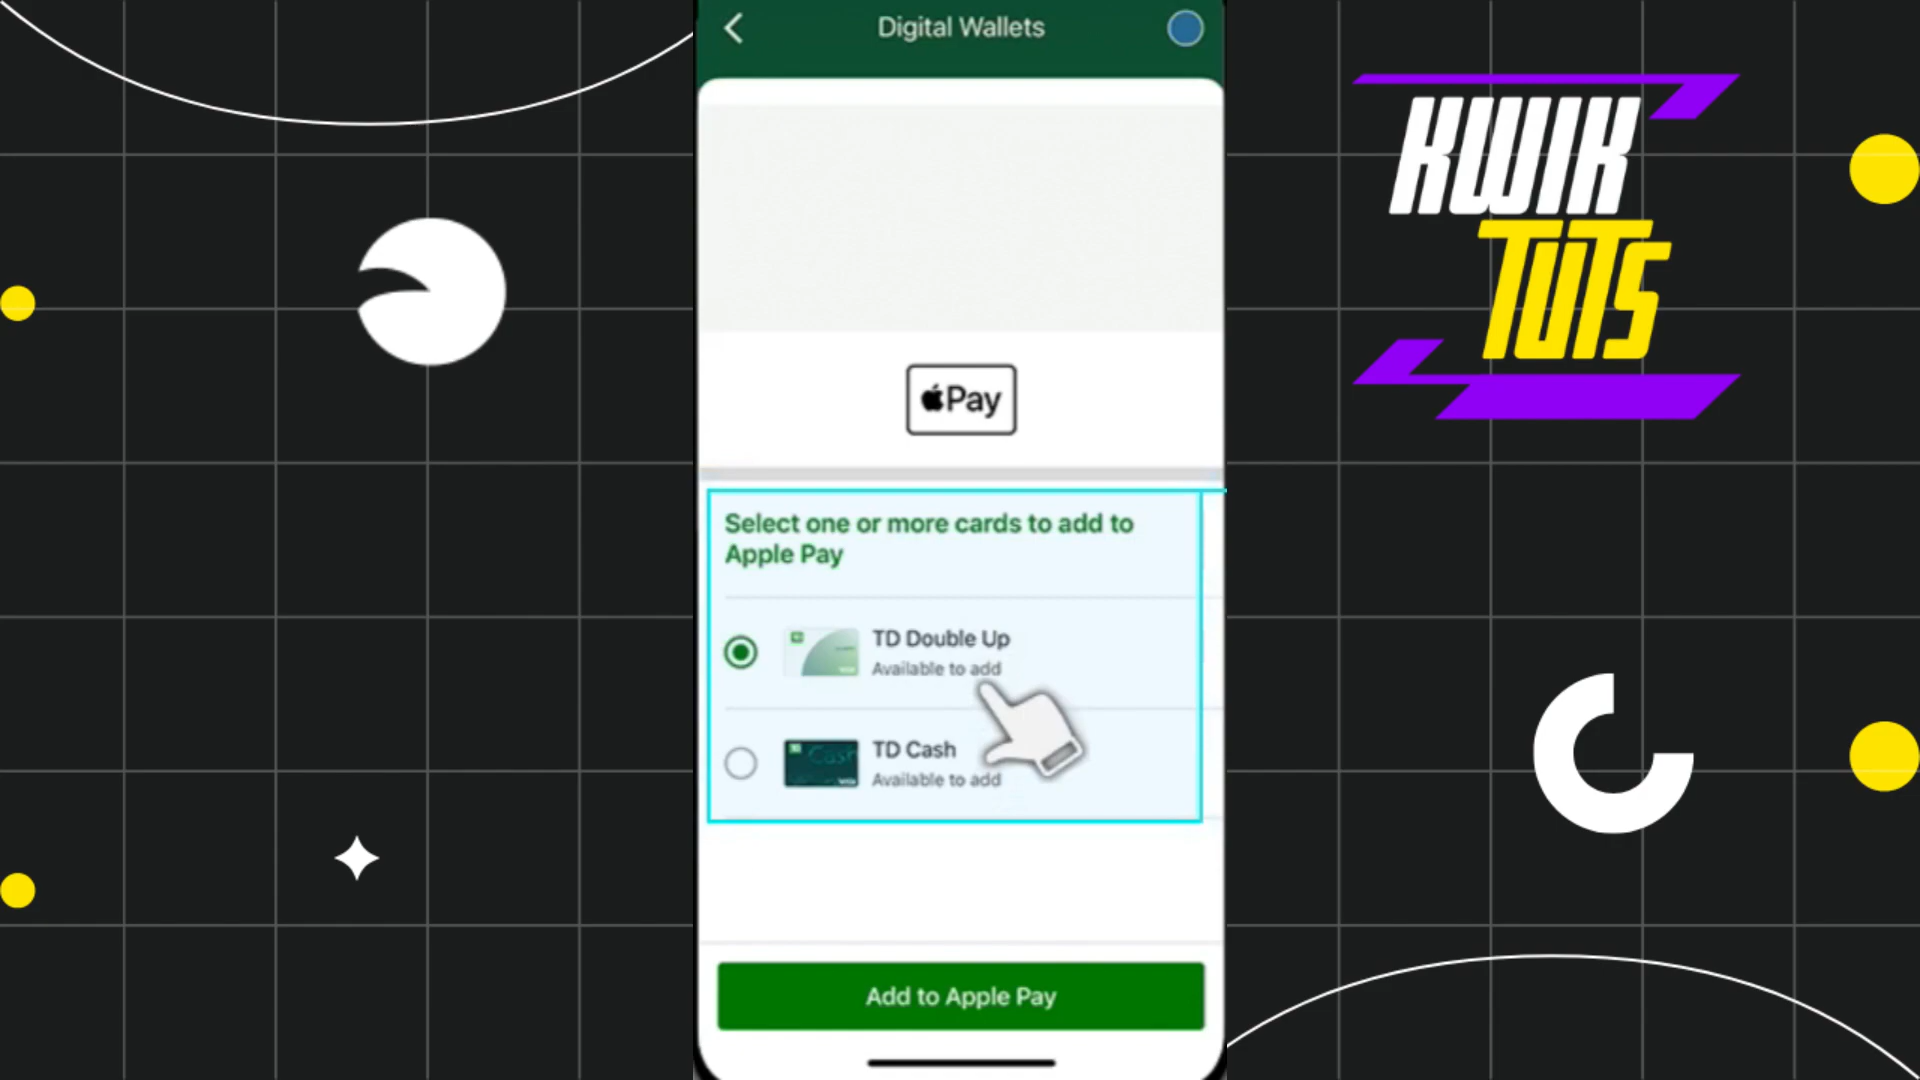 Digital Wallets
KWIK
TUTS
Pay
Select one or more cards to add to
Apple Pay
TD Double Up
Available to add
Cash
TD Cash
Available to add
Add to Apple Pay